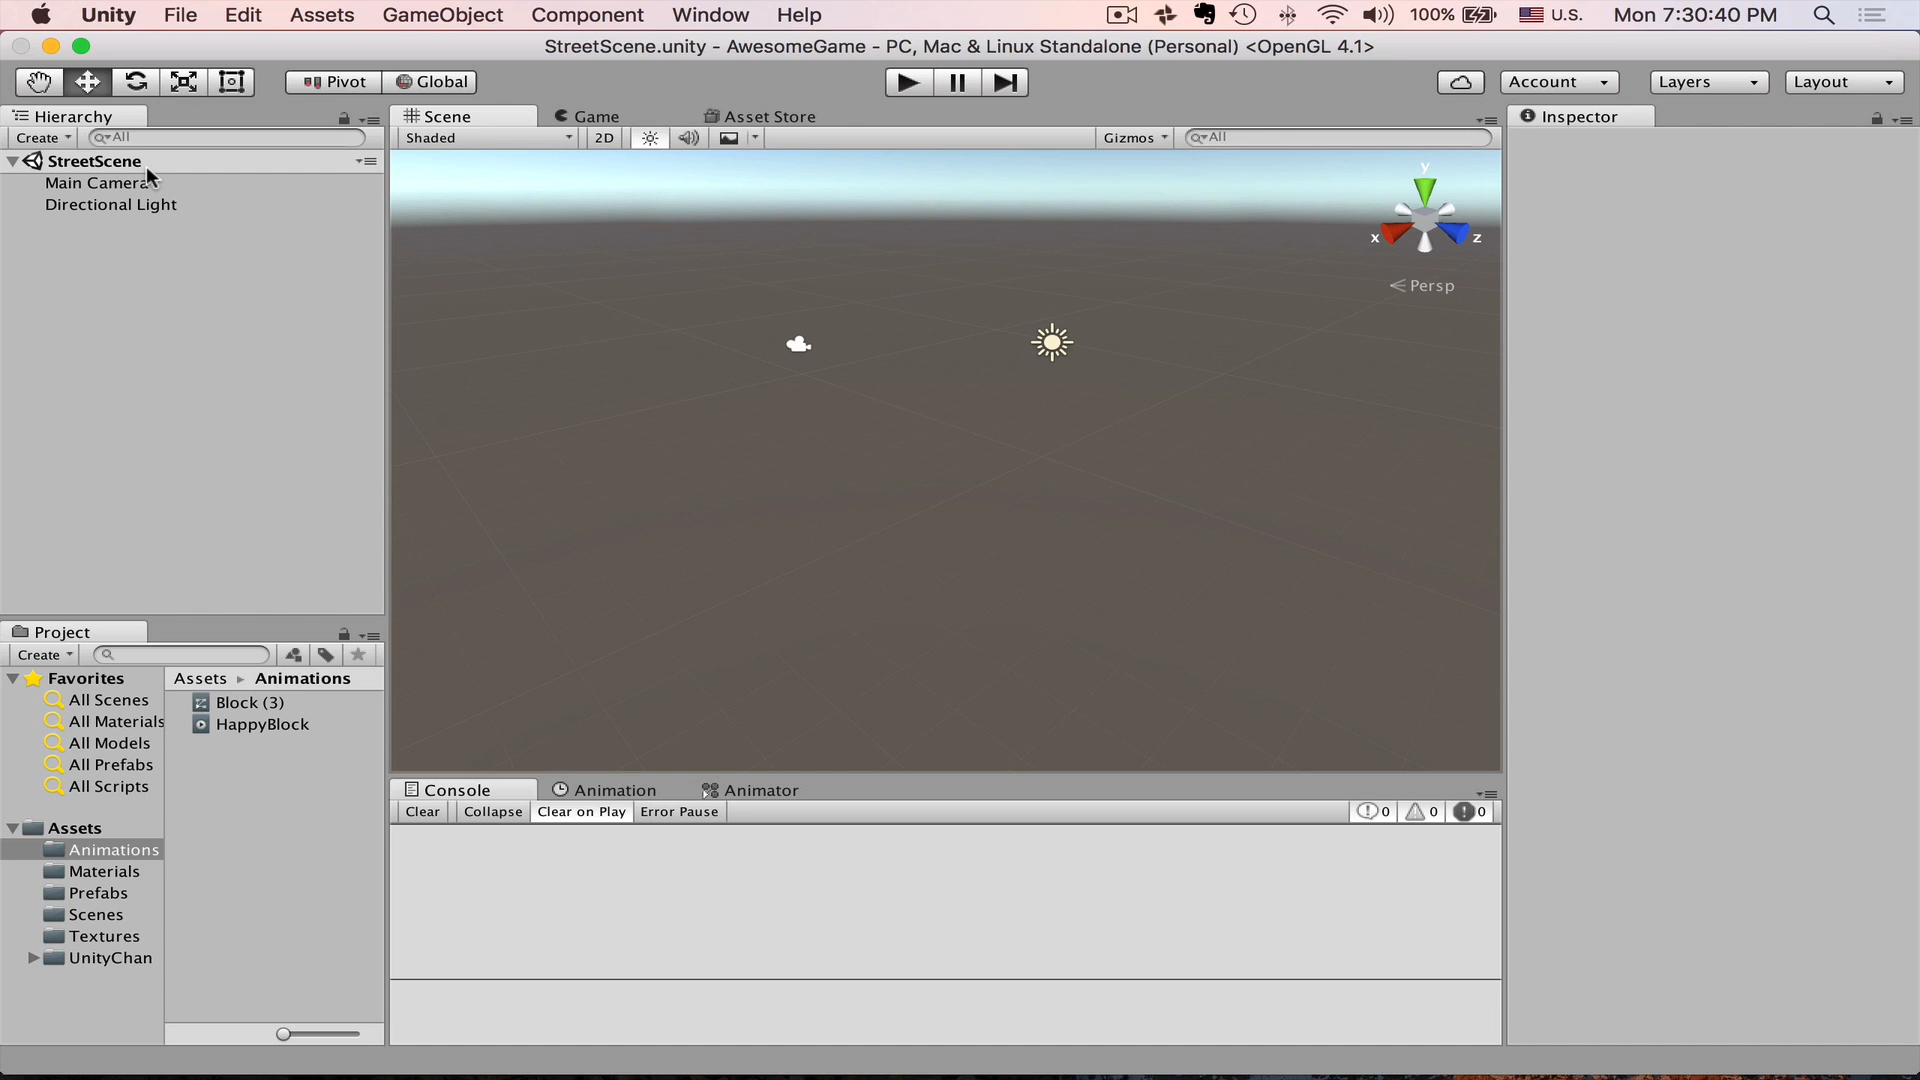 Unity File Edit Assets GameObject Component Window Help 100% U.S. Mon 7:30:40 PM
StreetScene.unity - AwesomeGame - PC, Mac & Linux Standalone (Personal) <OpenGL 4.1>
Pivot Global Account Layers Layout
Hierarchy
Create All
StreetScene
Main Camera
Directional Light
Scene Game Asset Store
Shaded 2D Gizmos All
y
x z
Persp
Inspector
Project
Create
Favorites
All Scenes
All Materials
All Models
All Prefabs
All Scripts
Assets
Animations
Materials
Prefabs
Scenes
Textures
UnityChan
Assets Animations
Block (3)
HappyBlock
Console Animation Animator
Clear Collapse Clear on Play Error Pause 0 0 0